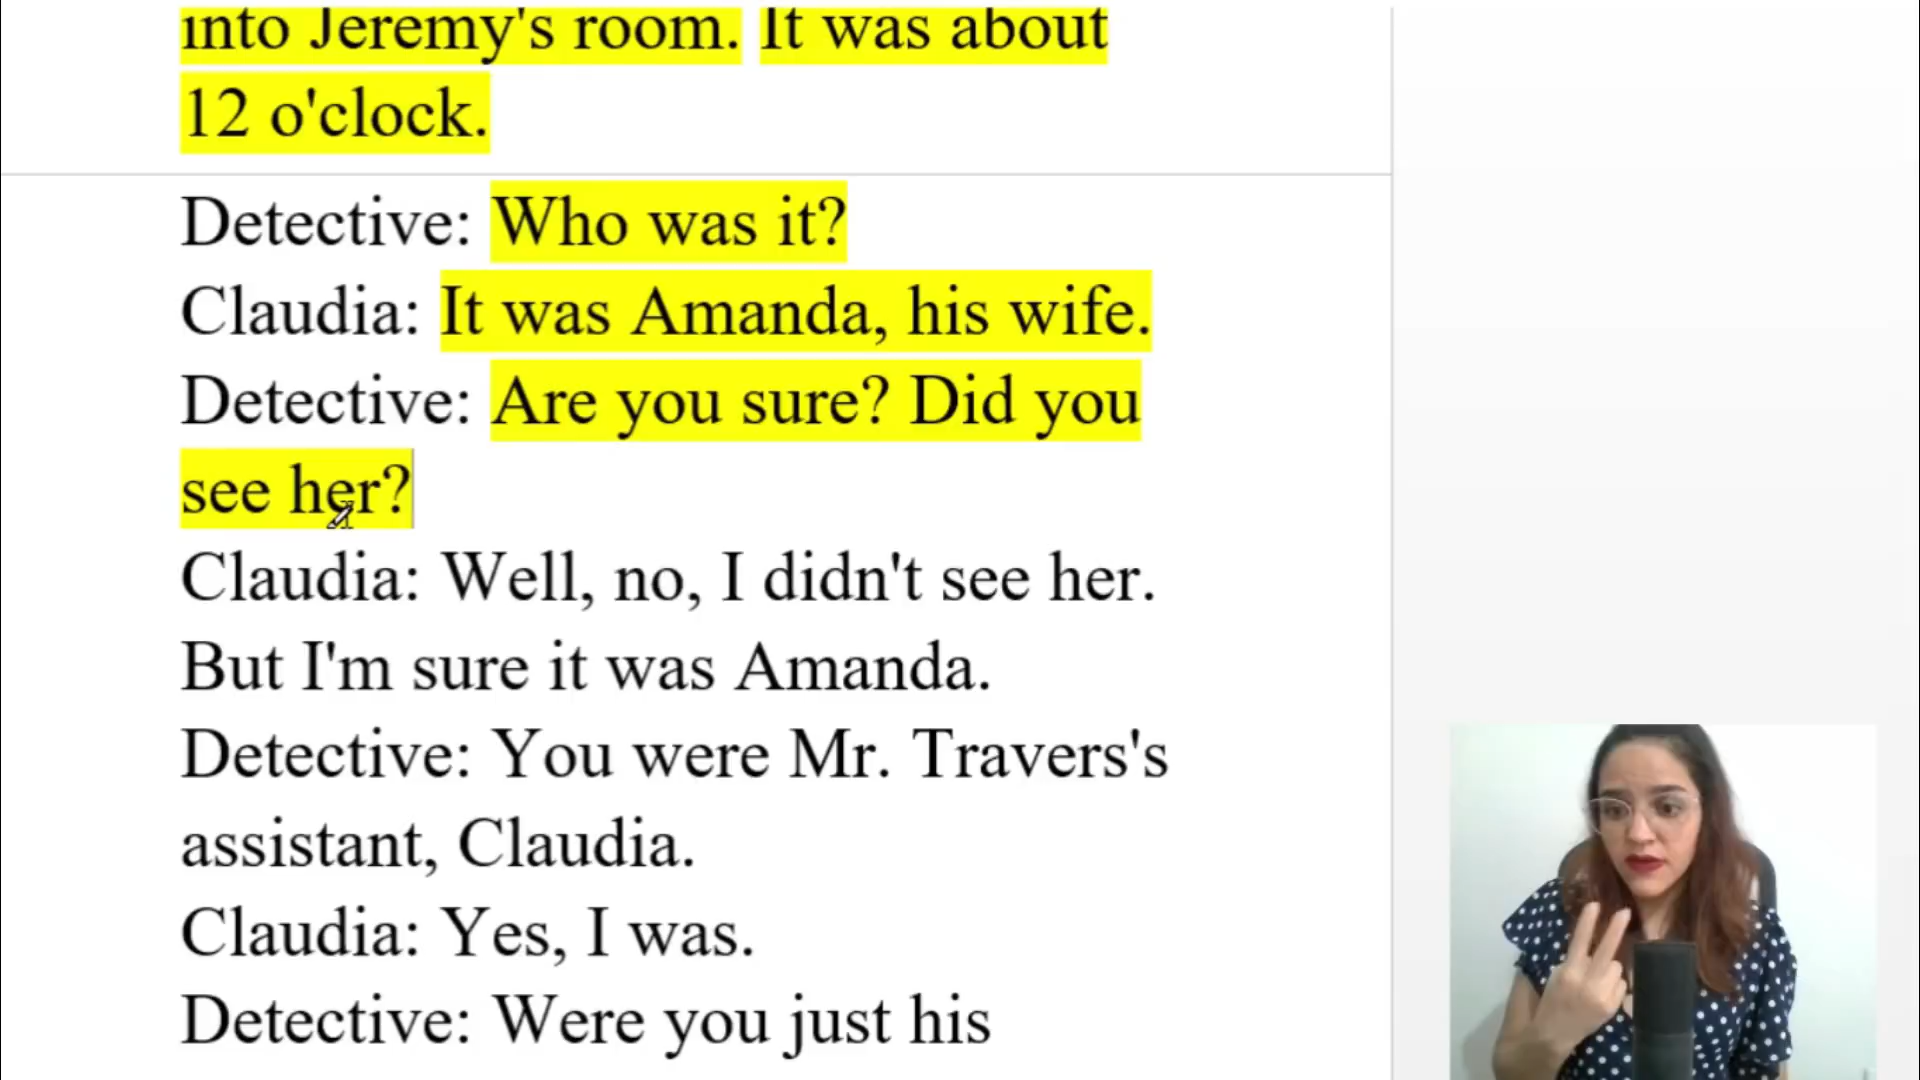 into Jeremy's room. It was about
12 o'clock.
Detective: Who was it?
Claudia: It was Amanda, his wife.
Detective: Are you sure? Did you
see her?
Claudia: Well, no, I didn't see her.
But I'm sure it was Amanda.
Detective: You were Mr. Travers's
assistant, Claudia.
Claudia: Yes, I was.
Detective: Were you just his